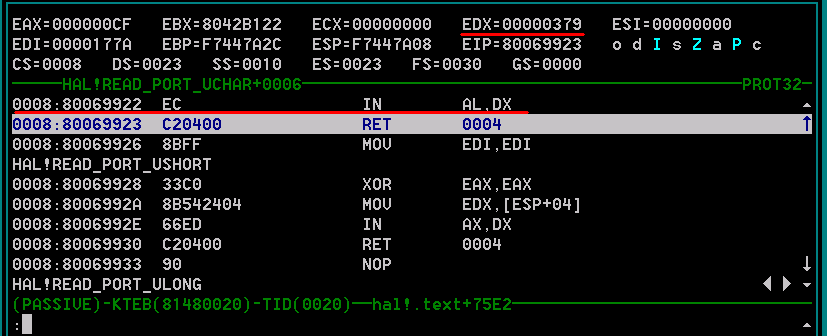 EAX=000000CF EBX=8042B122 ECX=00000000 EDX=00000379 ESI=00000000
EDI=0000177A EBP=F7447A2C ESP=F7447A08 EIP=80069923 o d I s Z a P c
CS=0008 DS=0023 SS=0010 ES=0023 FS=0030 GS=0000
HAL!READ_PORT_UCHAR+0006 PROT32
0008:80069922 EC IN AL,DX
0008:80069923 C20400 RET 0004
0008:80069926 8BFF MOV EDI,EDI
HAL!READ_PORT_USHORT
0008:80069928 33C0 XOR EAX,EAX
0008:8006992A 8B542404 MOV EDX,[ESP+04]
0008:8006992E 66ED IN AX,DX
0008:80069930 C20400 RET 0004
0008:80069933 90 NOP
HAL!READ_PORT_ULONG
(PASSIVE)-KTEB(81480020)-TID(0020)—hal!.text+75E2
: